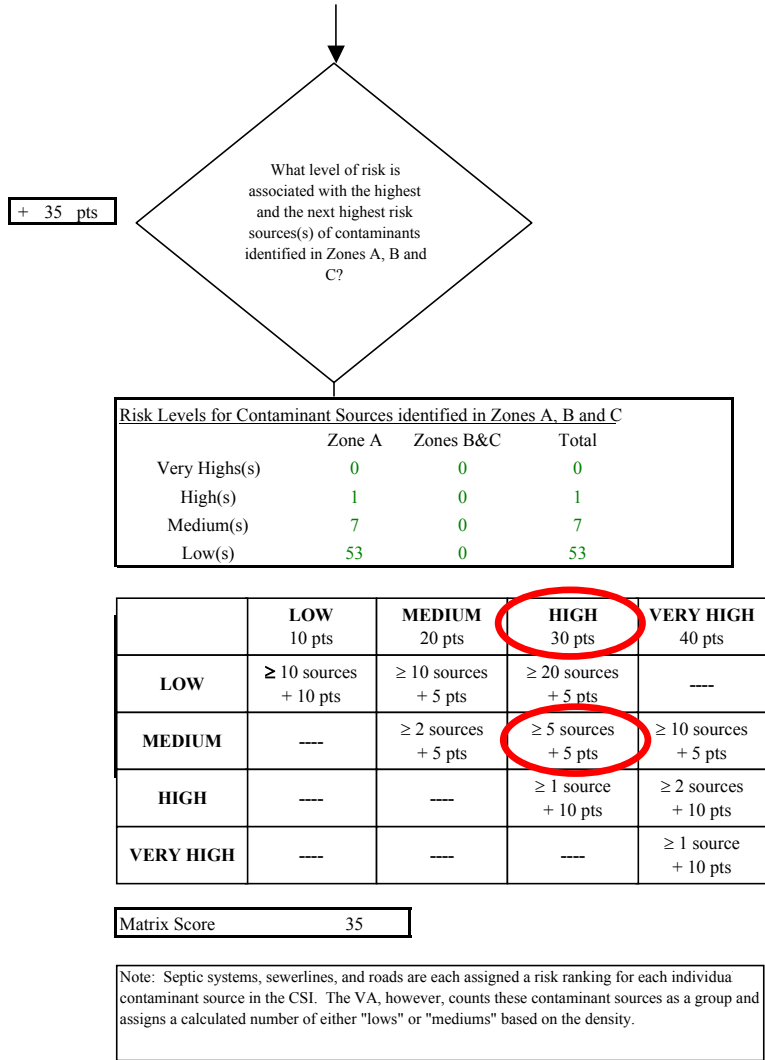 What level of risk is
associated with the highest
and the next highest risk
sources(s) of contaminants
identified in Zones A, B and
C?
+ 35 pts
Risk Levels for Contaminant Sources identified in Zones A, B and C
Zone A Zones B&C Total
Very Highs(s) 0 0 0
High(s) 1 0 1
Medium(s) 7 0 7
Low(s) 53 0 53
LOW MEDIUM HIGH VERY HIGH
10 pts 20 pts 30 pts 40 pts
LOW ≥ 10 sources ≥ 10 sources ≥ 20 sources ----
+ 10 pts + 5 pts + 5 pts
MEDIUM ---- ≥ 2 sources ≥ 5 sources ≥ 10 sources
+ 5 pts + 5 pts + 5 pts
HIGH ---- ---- ≥ 1 source ≥ 2 sources
+ 10 pts + 10 pts
VERY HIGH ---- ---- ---- ≥ 1 source
+ 10 pts
Matrix Score 35
Note: Septic systems, sewerlines, and roads are each assigned a risk ranking for each individua
contaminant source in the CSI. The VA, however, counts these contaminant sources as a group and
assigns a calculated number of either "lows" or "mediums" based on the density.